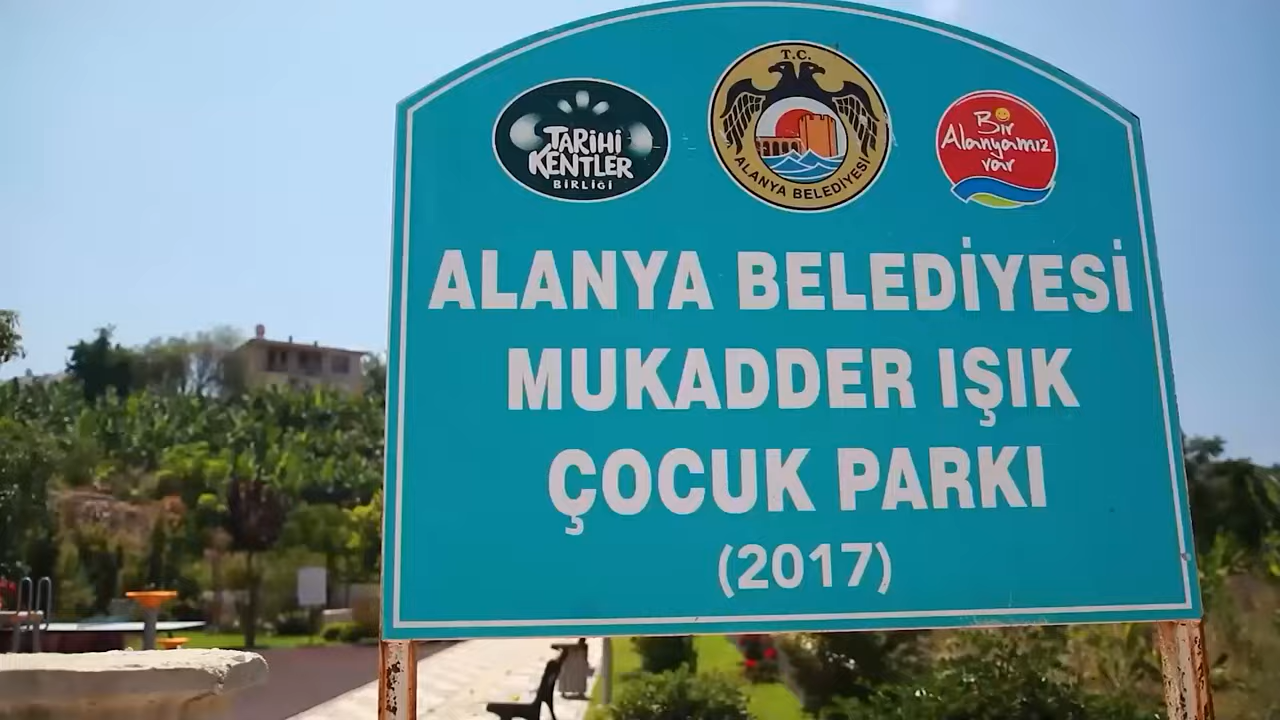 TARİHİ
KENTLER
BİRLİĞİ
T.C.
ALANYA BELEDİYESİ
Bir
Alanyamız
var
ALANYA BELEDİYESİ
MUKADDER IŞIK
ÇOCUK PARKI
(2017)